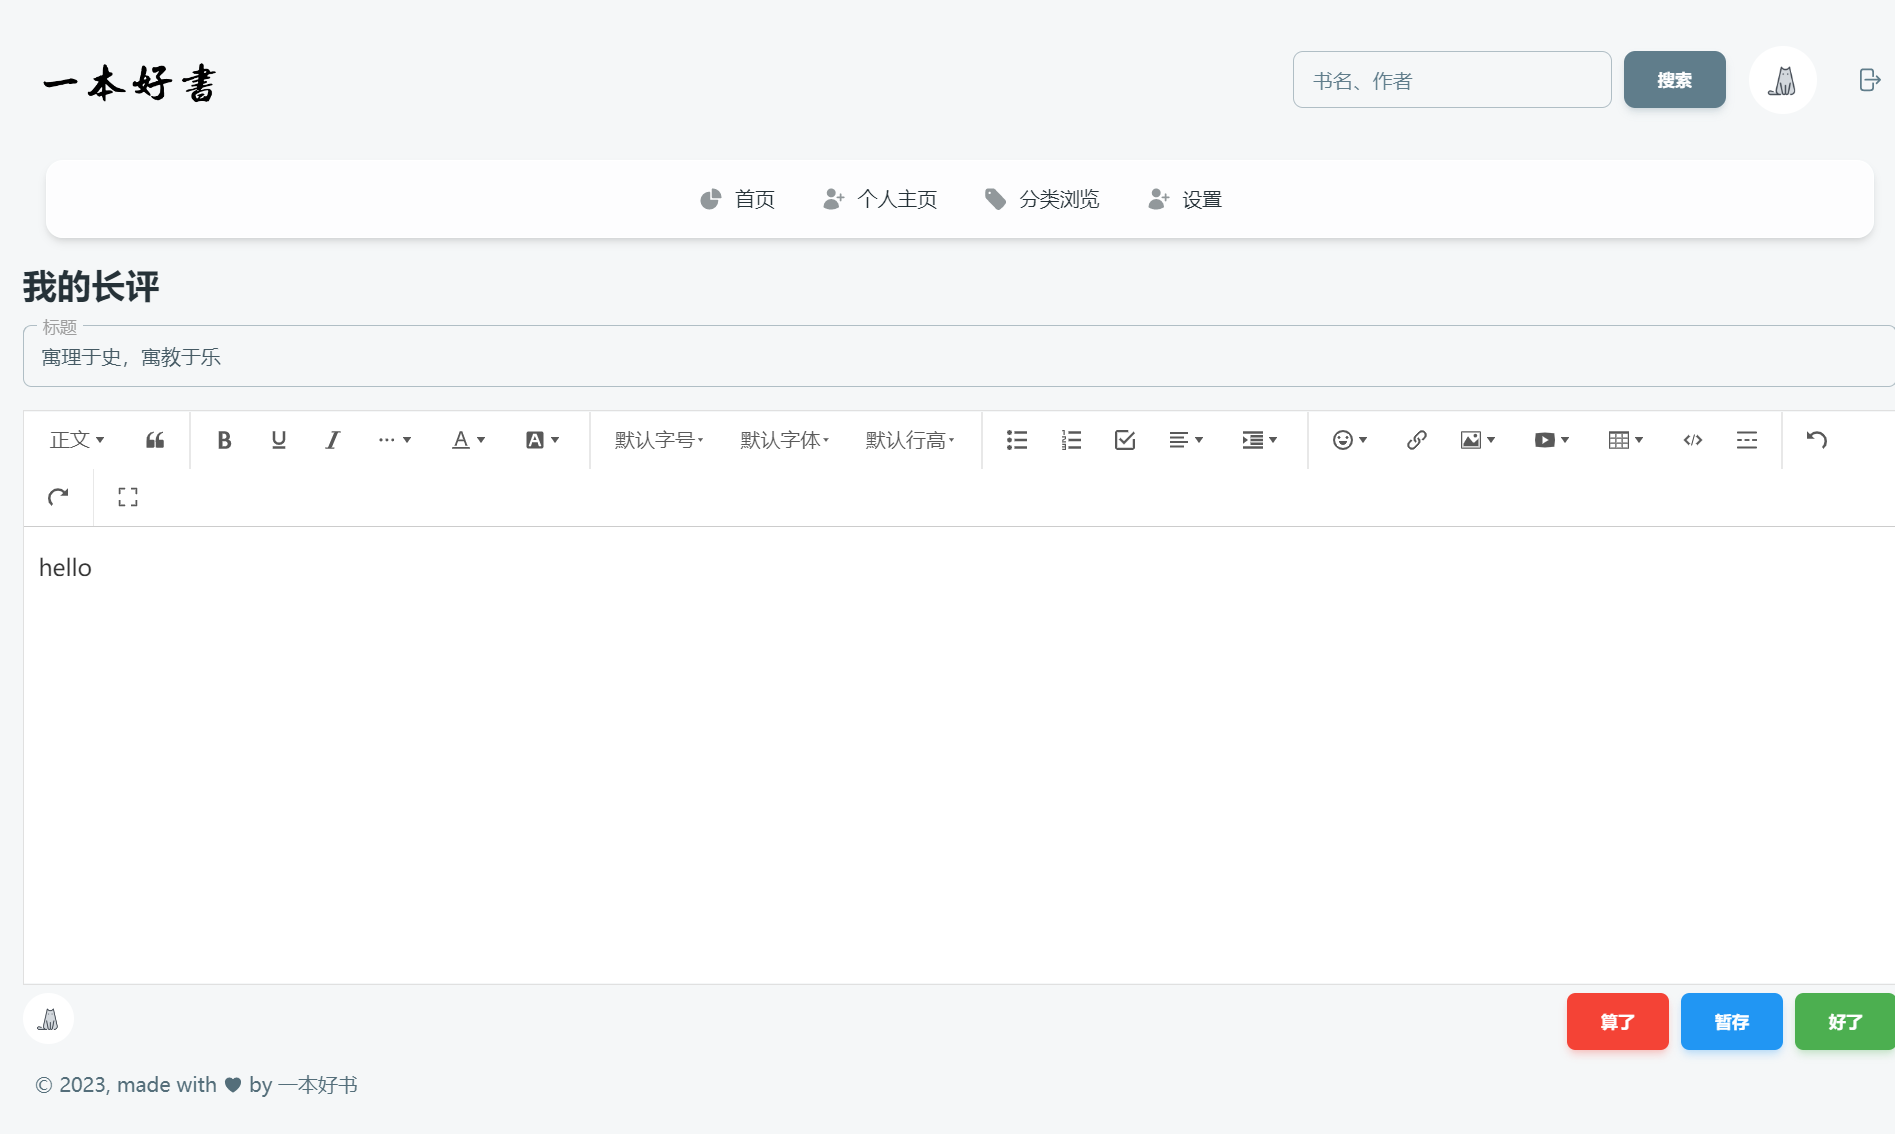 一本好書
书名、作者
搜索
首页 个人主页 分类浏览 设置
我的长评
标题
寓理于史，寓教于乐
正文 B U I A A 默认字号 默认字体 默认行高
hello
算了 暂存 好了
© 2023, made with ♥ by 一本好书